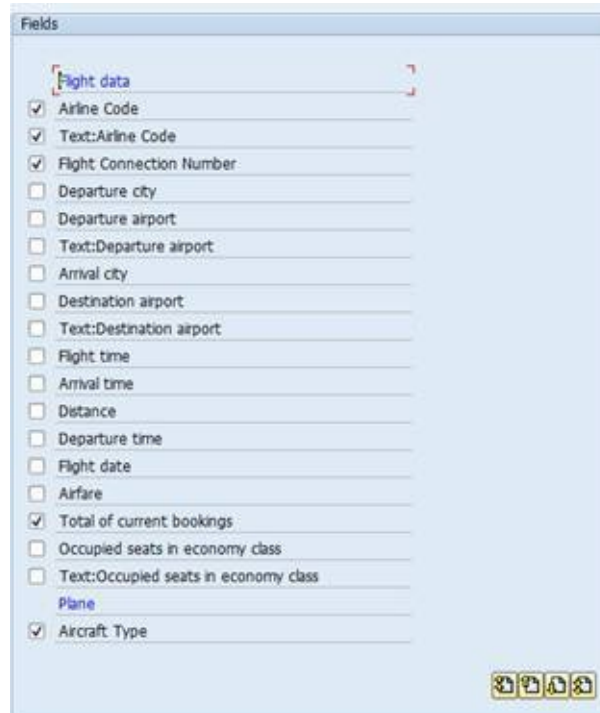 Fields
Flight data
Airline Code
Text:Airline Code
Flight Connection Number
Departure city
Departure airport
Text:Departure airport
Arrival city
Destination airport
Text:Destination airport
Flight time
Arrival time
Distance
Departure time
Flight date
Airfare
Total of current bookings
Occupied seats in economy class
Text:Occupied seats in economy class
Plane
Aircraft Type